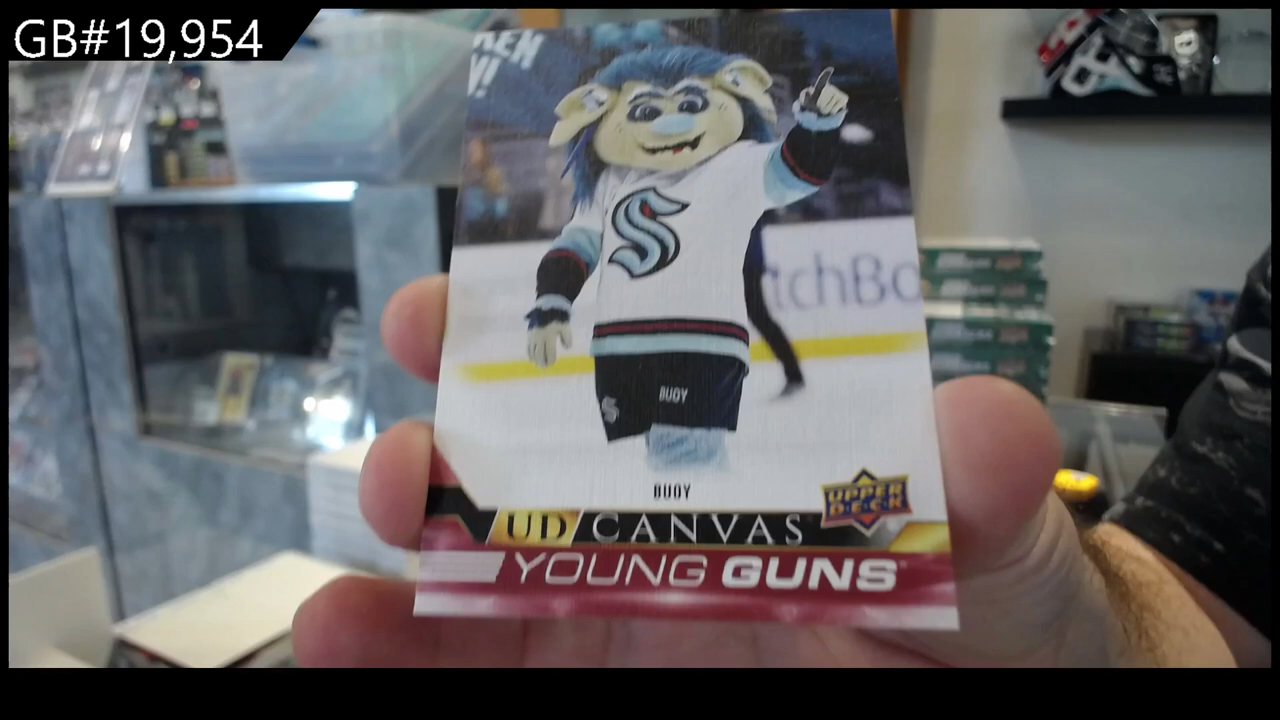 GB#19,954
BUOY
BUOY
UPPER
DECK
UD CANVAS
YOUNG GUNS